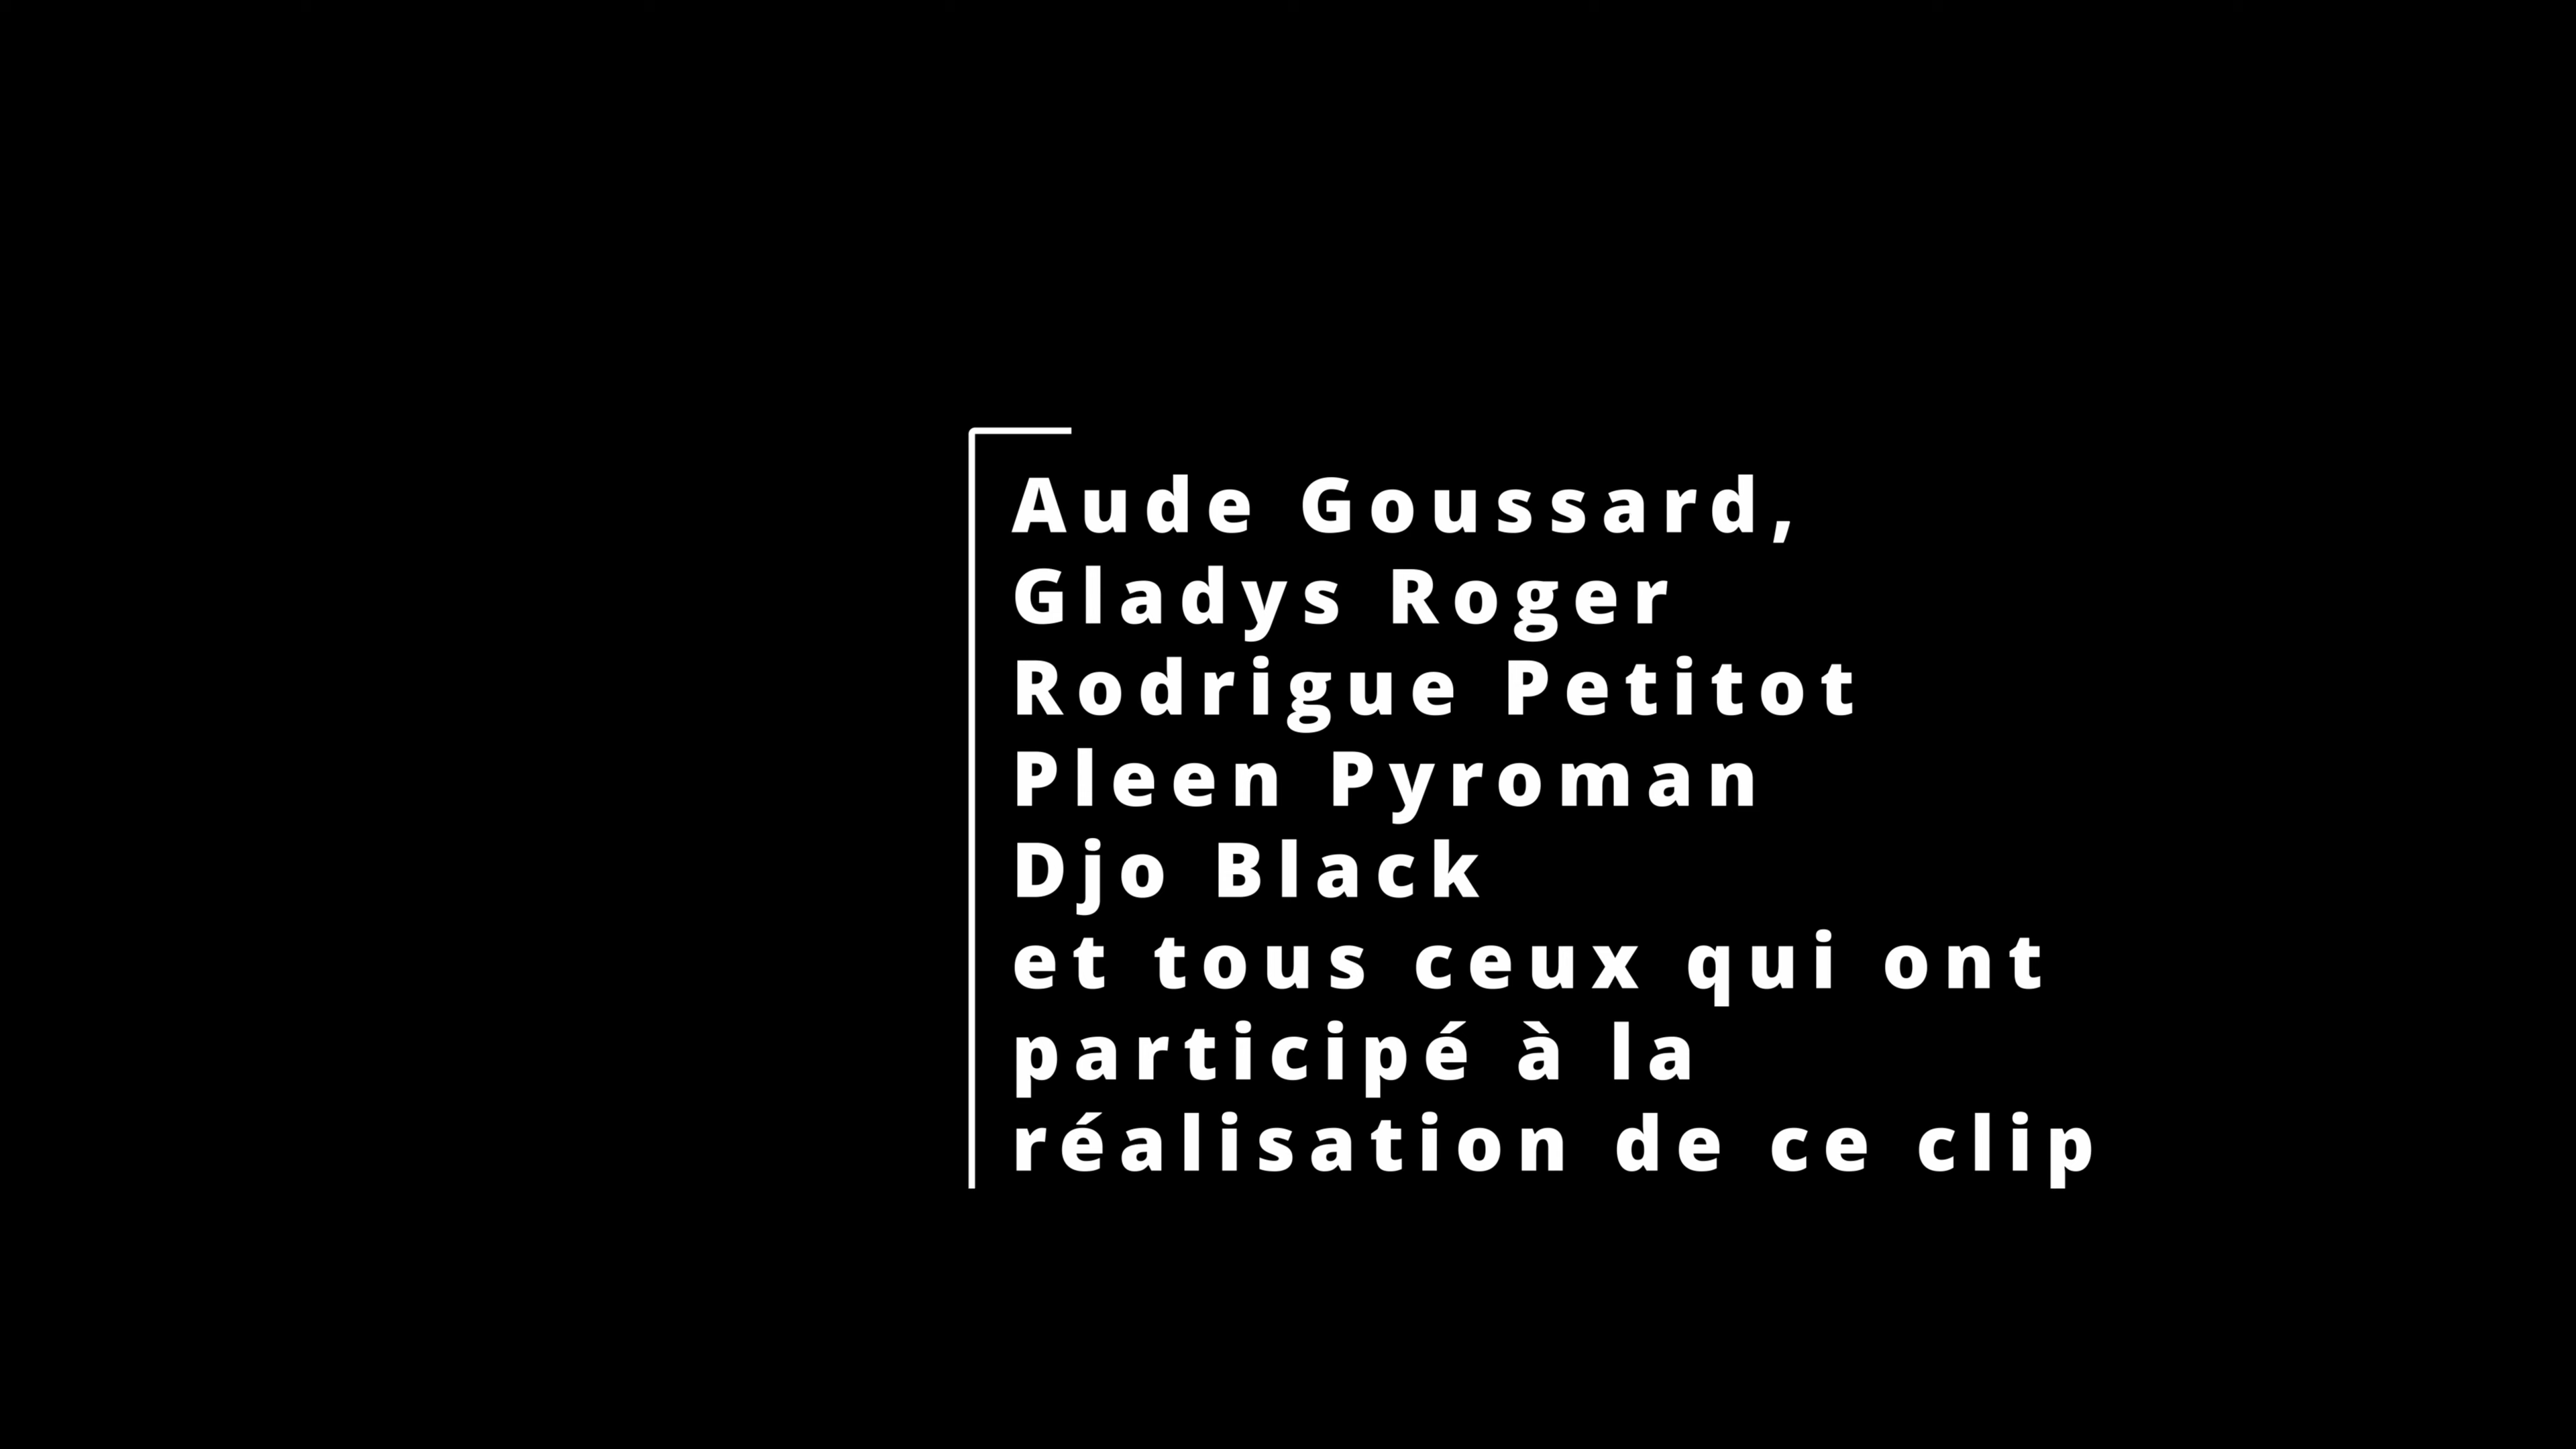 Aude Goussard,
Gladys Roger
Rodrigue Petitot
Pleen Pyroman
Djo Black
et tous ceux qui ont
participé à la
réalisation de ce clip